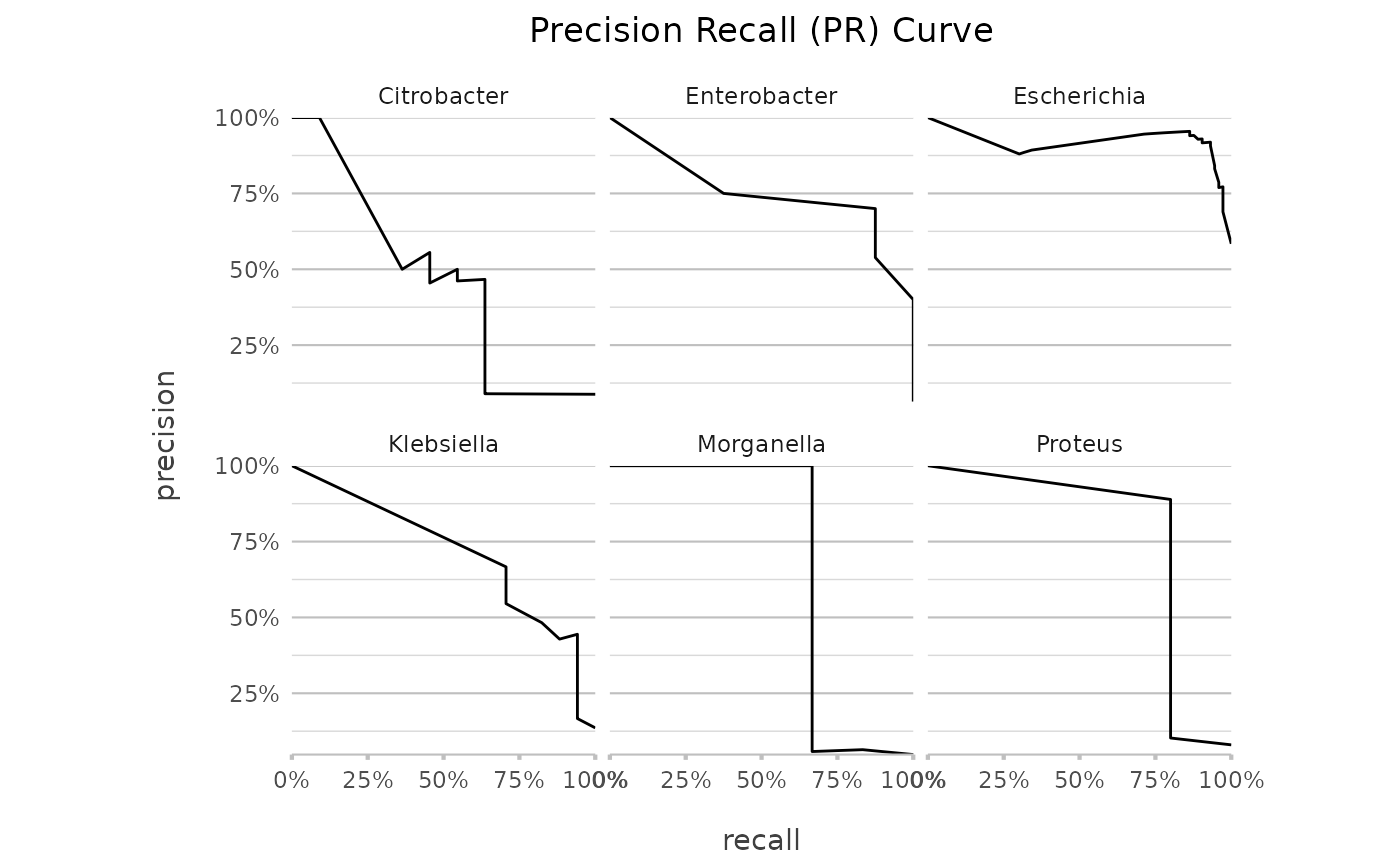 Precision Recall (PR) Curve
Citrobacter Enterobacter Escherichia
100%
75%
50%
25%
precision
Klebsiella Morganella Proteus
100%
75%
50%
25%
0% 25% 50% 75% 100% 0% 25% 50% 75% 100% 0% 25% 50% 75% 100%
recall